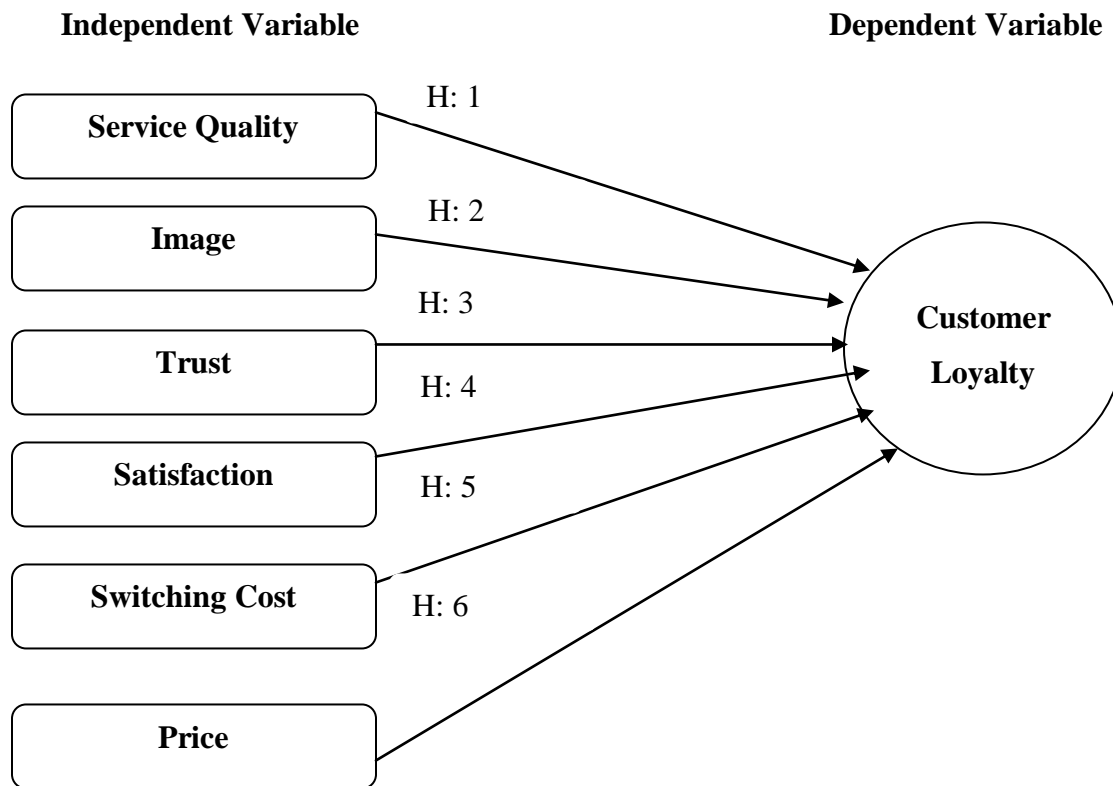 Independent Variable
Dependent Variable
H: 1
Service Quality
H: 2
Image
H: 3
Customer
Loyalty
Trust
H: 4
Satisfaction
H: 5
Switching Cost
H: 6
Price